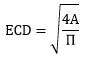 ECD = √(4A/Π)